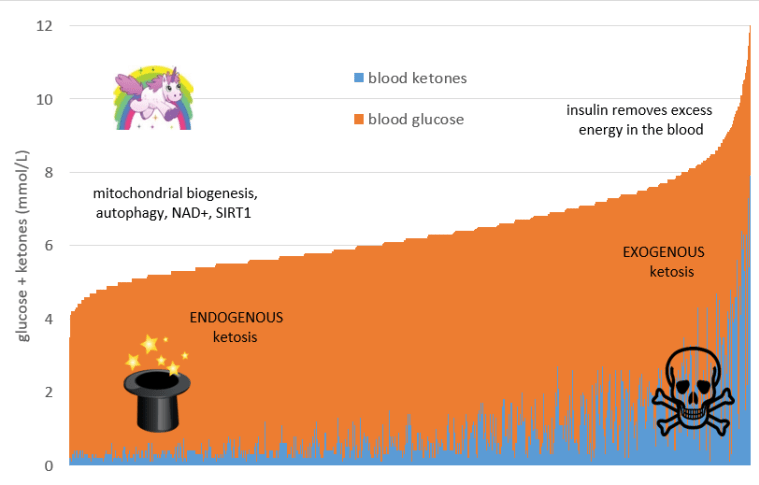 12
10
8
6
4
2
0
glucose + ketones (mmol/L)
blood ketones
blood glucose
insulin removes excess
energy in the blood
mitochondrial biogenesis,
autophagy, NAD+, SIRT1
EXOGENOUS
ketosis
ENDOGENOUS
ketosis